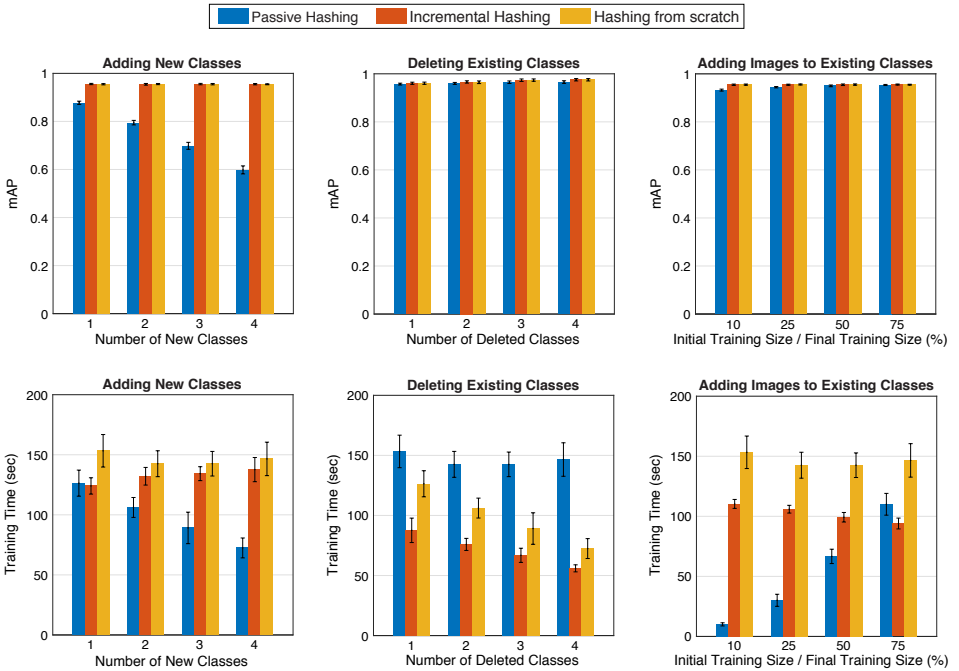 Passive Hashing Incremental Hashing Hashing from scratch
Adding New Classes
1
0.8
0.6
0.4
0.2
0
mAP
1 2 3 4
Number of New Classes
Deleting Existing Classes
1
0.8
0.6
0.4
0.2
0
mAP
1 2 3 4
Number of Deleted Classes
Adding Images to Existing Classes
1
0.8
0.6
0.4
0.2
0
mAP
10 25 50 75
Initial Training Size / Final Training Size (%)
Adding New Classes
200
150
100
50
0
Training Time (sec)
1 2 3 4
Number of New Classes
Deleting Existing Classes
200
150
100
50
0
Training Time (sec)
1 2 3 4
Number of Deleted Classes
Adding Images to Existing Classes
200
150
100
50
0
Training Time (sec)
10 25 50 75
Initial Training Size / Final Training Size (%)